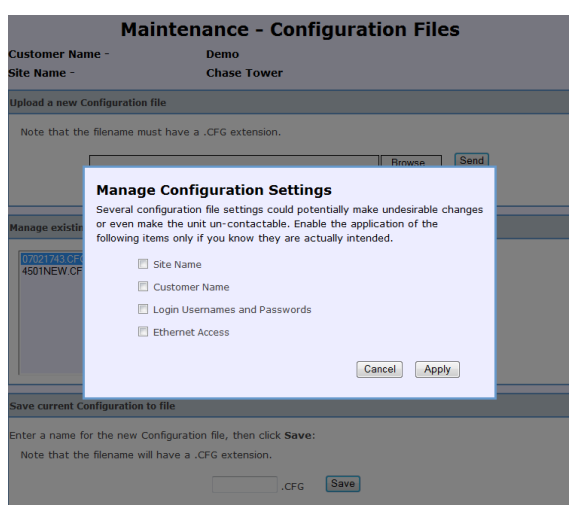 Maintenance - Configuration Files
Customer Name - Demo
Site Name - Chase Tower
Upload a new Configuration file
Note that the filename must have a .CFG extension.
Browse Send
Manage Configuration Settings
Several configuration file settings could potentially make undesirable changes
or even make the unit un-contactable. Enable the application of the
following items only if you know they are actually intended.
Manage existin
07021743.CF
4501NEW.CF
Site Name
Customer Name
Login Usernames and Passwords
Ethernet Access
Cancel Apply
Save current Configuration to file
Enter a name for the new Configuration file, then click Save:
Note that the filename will have a .CFG extension.
.CFG Save